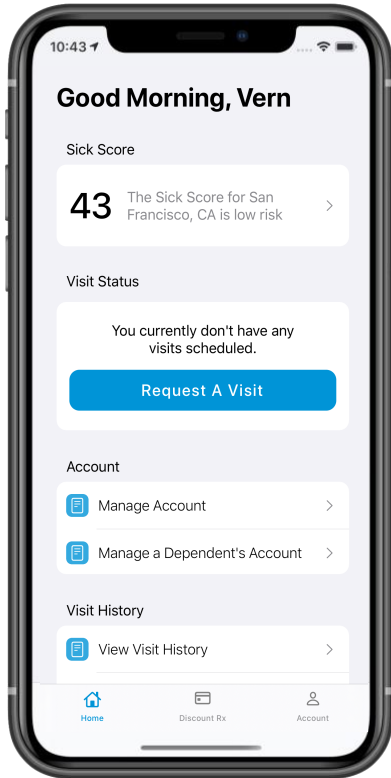 10:43
Good Morning, Vern
Sick Score
43
The Sick Score for San
Francisco, CA is low risk
Visit Status
You currently don't have any
visits scheduled.
Request A Visit
Account
Manage Account
Manage a Dependent's Account
Visit History
View Visit History
Home
Discount Rx
Account